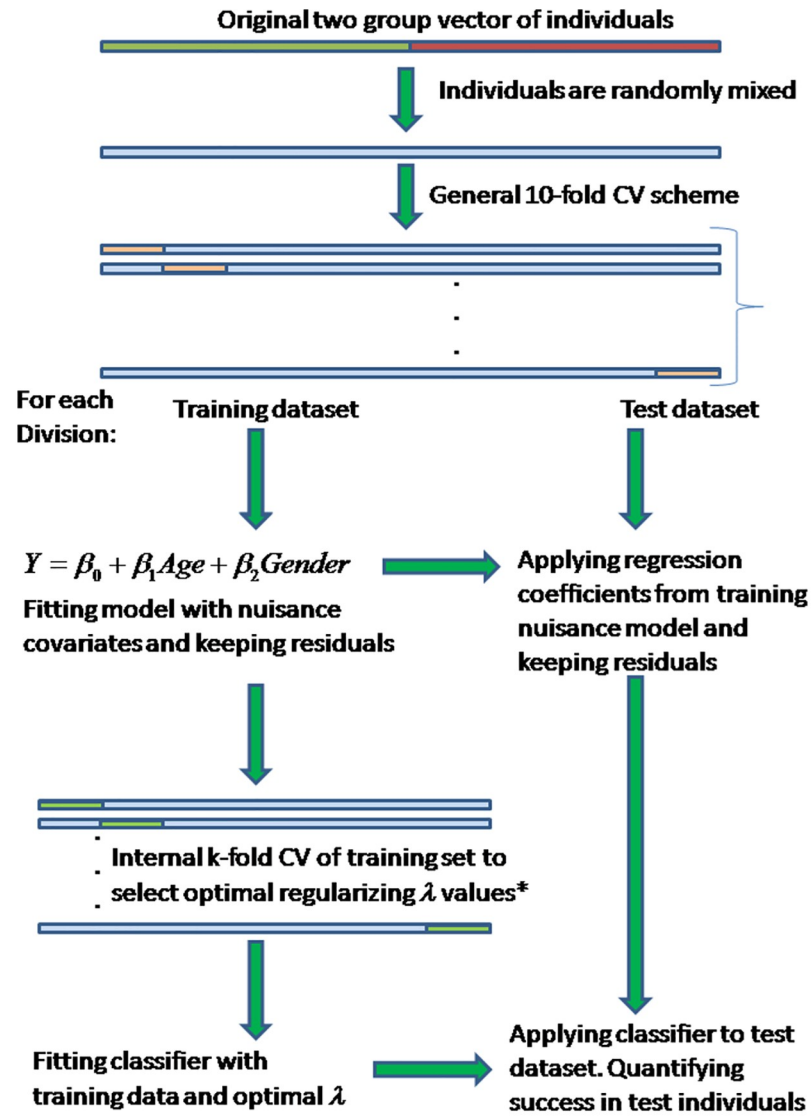 Original two group vector of individuals
Individuals are randomly mixed
General 10-fold CV scheme
For each
Division:
Training dataset
Test dataset
Y = β₀ + β₁Age + β₂Gender
Fitting model with nuisance
covariates and keeping residuals
Applying regression
coefficients from training
nuisance model and
keeping residuals
Internal k-fold CV of training set to
select optimal regularizing λ values*
Fitting classifier with
training data and optimal λ
Applying classifier to test
dataset. Quantifying
success in test individuals